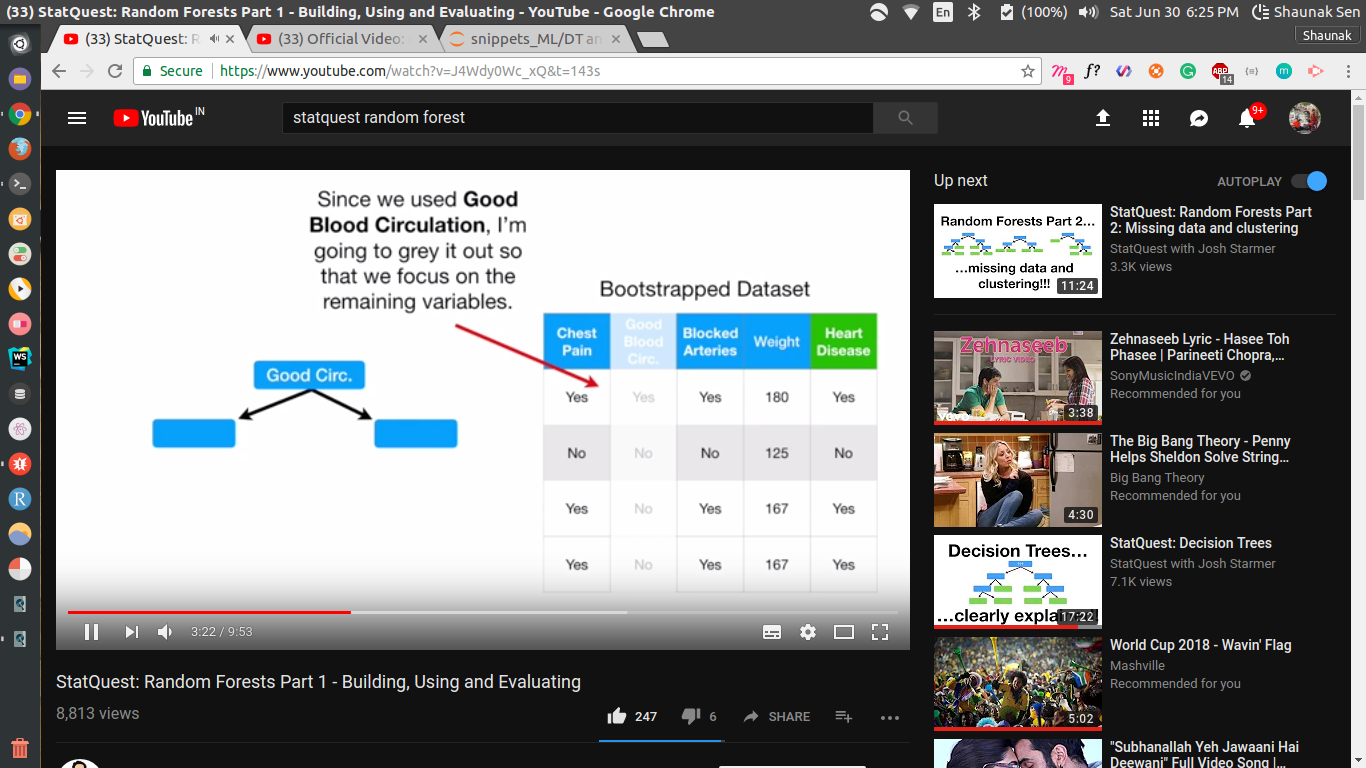 (33) StatQuest: Random Forests Part 1 - Building, Using and Evaluating - YouTube - Google Chrome
En
(100%)
Sat Jun 30 6:25 PM
Shaunak Sen
(33) StatQuest: R
(33) Official Video:
snippets_ML/DT an
Shaunak
Secure
https://www.youtube.com/watch?v=J4Wdy0Wc_xQ&t=143s
9
f?
ABP
14
m
YouTube IN
statquest random forest
9+
Since we used Good
Blood Circulation, I'm
going to grey it out so
that we focus on the
remaining variables.
Good Circ.
Bootstrapped Dataset
Chest Pain Good Blood Circ. Blocked Arteries Weight Heart Disease
Yes Yes Yes 180 Yes
No No No 125 No
Yes No Yes 167 Yes
Yes No Yes 167 Yes
3:22 / 9:53
StatQuest: Random Forests Part 1 - Building, Using and Evaluating
8,813 views
247
6
SHARE
Up next
AUTOPLAY
Random Forests Part 2...
...missing data and
clustering!!!
11:24
StatQuest: Random Forests Part
2: Missing data and clustering
StatQuest with Josh Starmer
3.3K views
Zehnaseeb
LYRIC VIDEO
vevo
3:38
Zehnaseeb Lyric - Hasee Toh
Phasee | Parineeti Chopra,...
SonyMusicIndiaVEVO
Recommended for you
4:30
The Big Bang Theory - Penny
Helps Sheldon Solve String...
Big Bang Theory
Recommended for you
Decision Trees...
...clearly expla
17:22
StatQuest: Decision Trees
StatQuest with Josh Starmer
7.1K views
5:02
World Cup 2018 - Wavin' Flag
Mashville
Recommended for you
"Subhanallah Yeh Jawaani Hai
Deewani" Full Video Song |...
WS
R